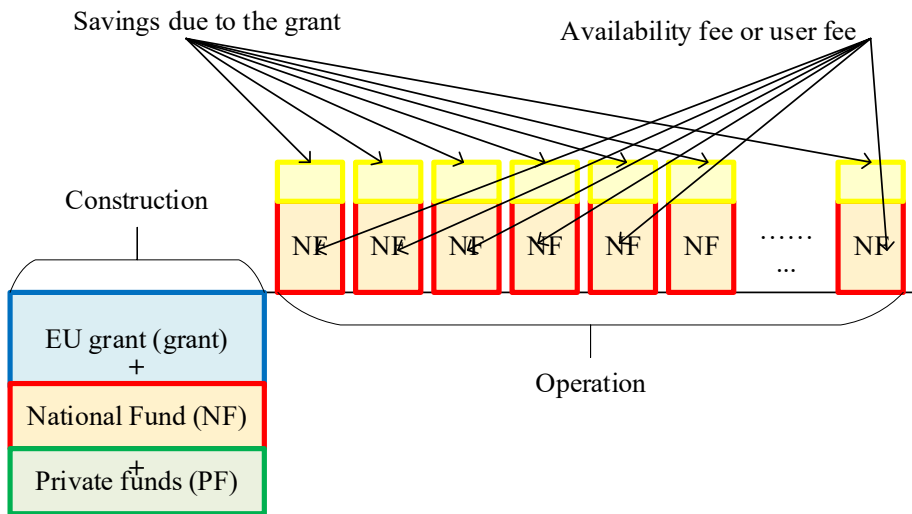 Savings due to the grant
Availability fee or user fee
Construction
NF NF NF NF NF NF …… NF
...
EU grant (grant)
+
National Fund (NF)
+
Private funds (PF)
Operation